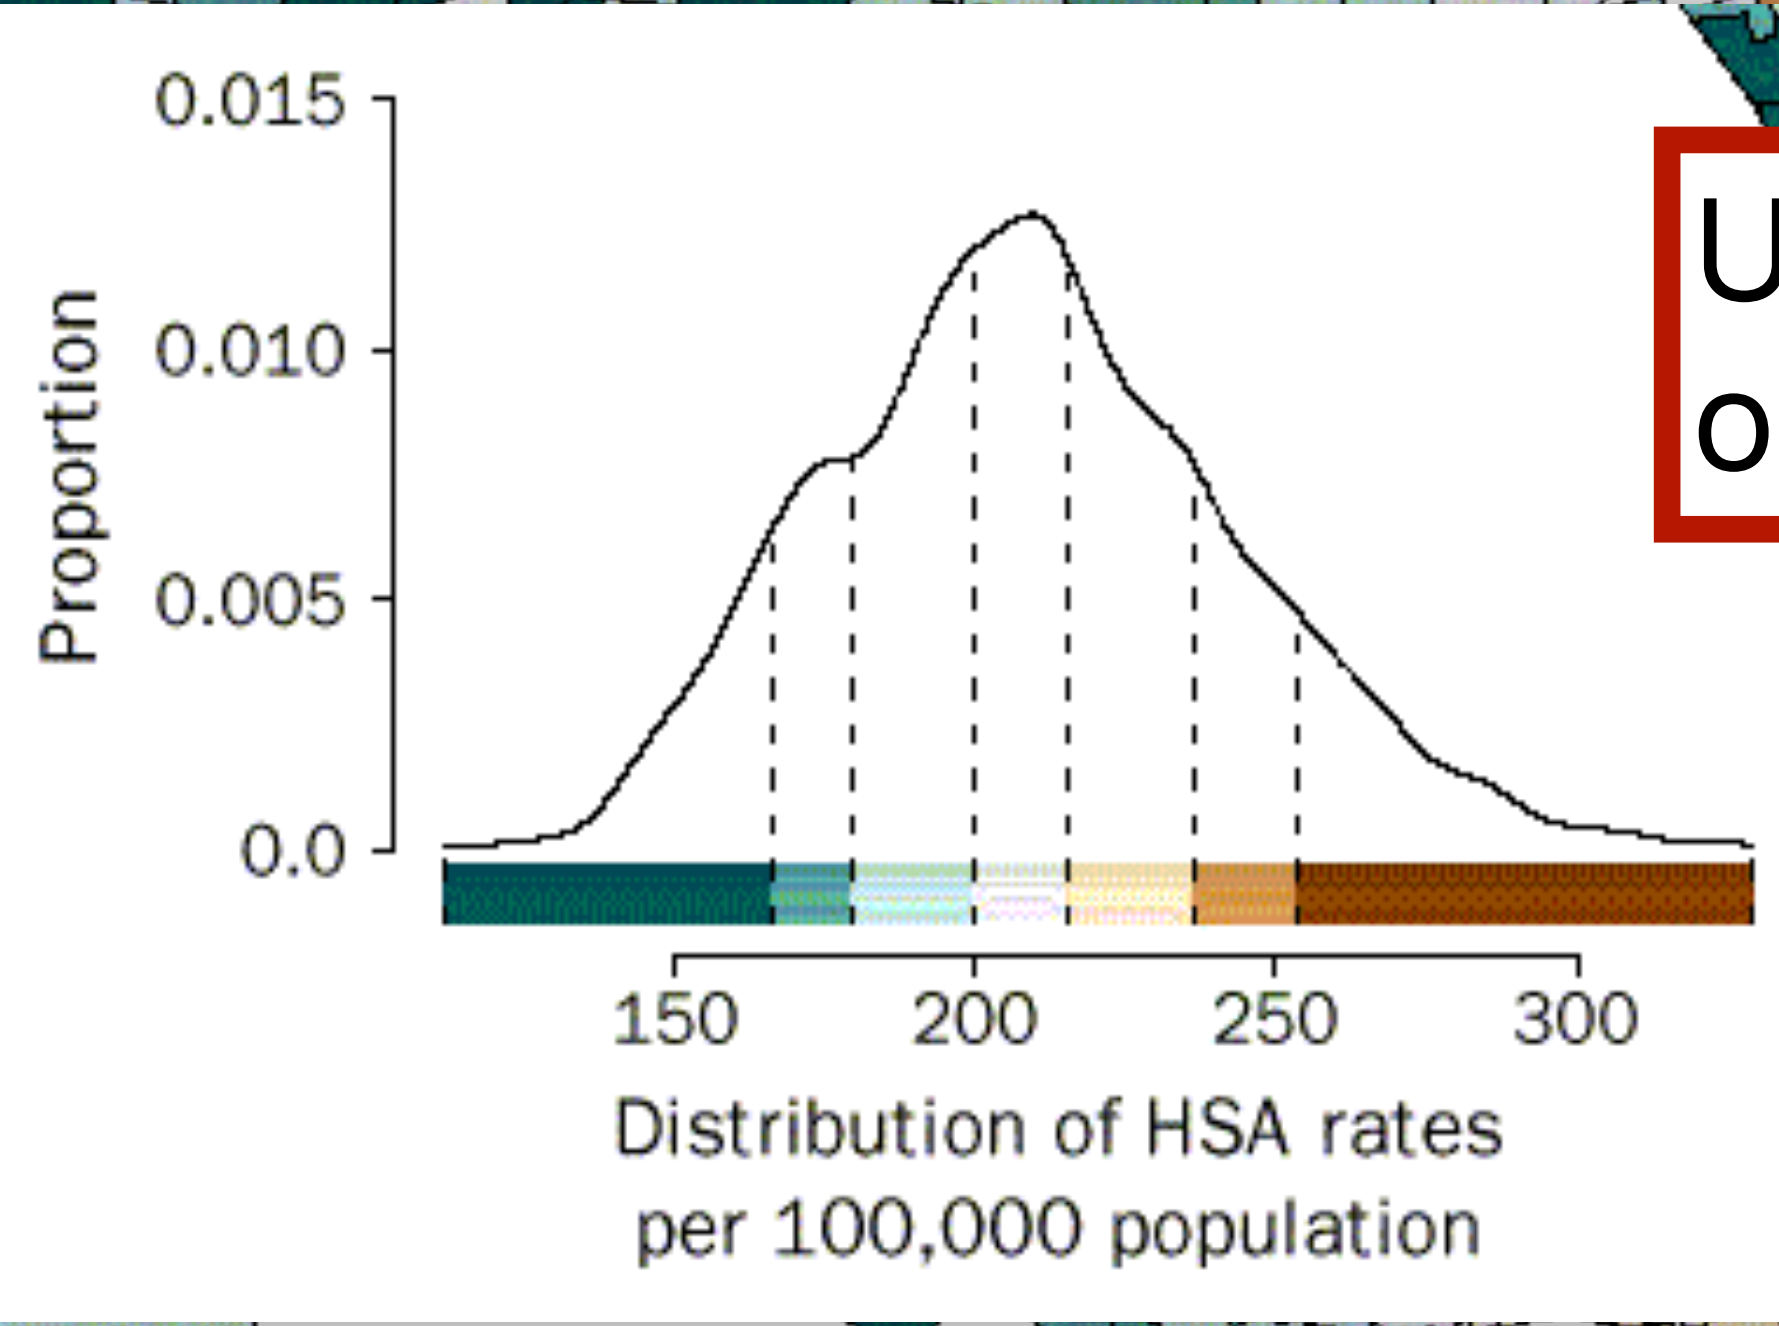 0.015
0.010
0.005
0.0
Proportion
150 200 250 300
Distribution of HSA rates
per 100,000 population
U
o